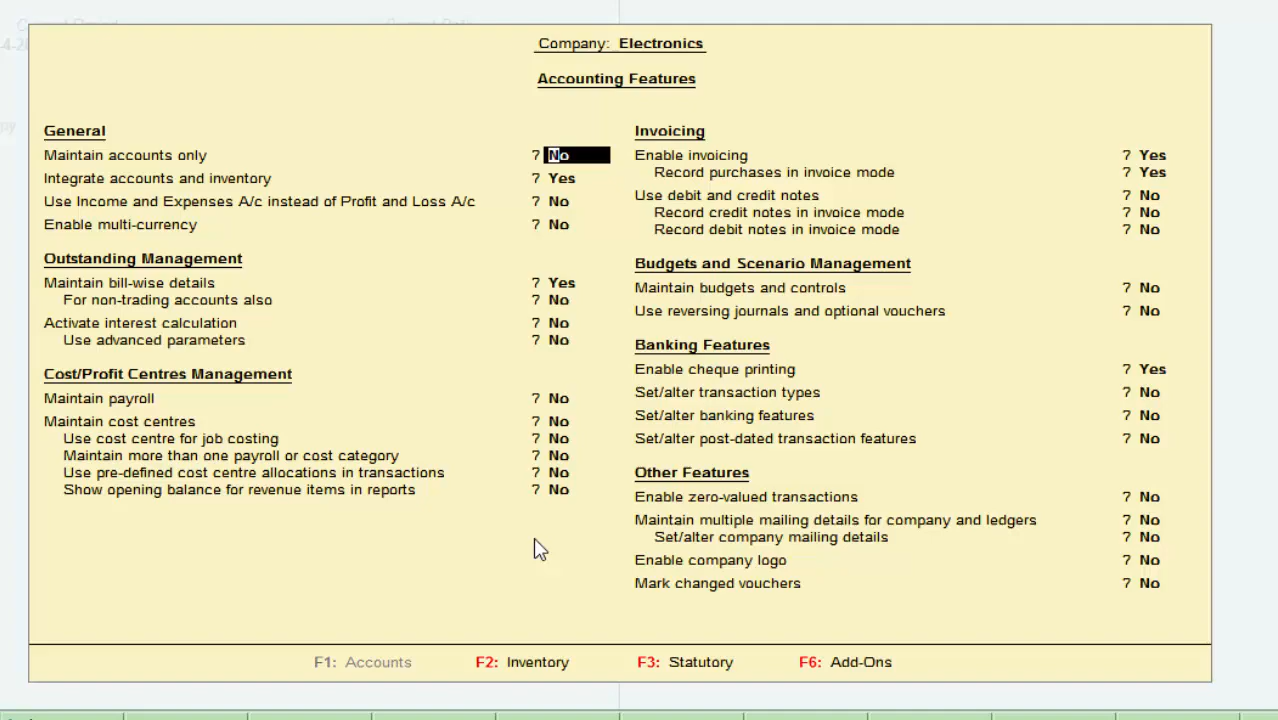 Company: Electronics
Accounting Features
General
Maintain accounts only ? No
Integrate accounts and inventory ? Yes
Use Income and Expenses A/c instead of Profit and Loss A/c ? No
Enable multi-currency ? No
Outstanding Management
Maintain bill-wise details ? Yes
For non-trading accounts also ? No
Activate interest calculation ? No
Use advanced parameters ? No
Cost/Profit Centres Management
Maintain payroll ? No
Maintain cost centres ? No
Use cost centre for job costing ? No
Maintain more than one payroll or cost category ? No
Use pre-defined cost centre allocations in transactions ? No
Show opening balance for revenue items in reports ? No
Invoicing
Enable invoicing ? Yes
Record purchases in invoice mode ? Yes
Use debit and credit notes ? No
Record credit notes in invoice mode ? No
Record debit notes in invoice mode ? No
Budgets and Scenario Management
Maintain budgets and controls ? No
Use reversing journals and optional vouchers ? No
Banking Features
Enable cheque printing ? Yes
Set/alter transaction types ? No
Set/alter banking features ? No
Set/alter post-dated transaction features ? No
Other Features
Enable zero-valued transactions ? No
Maintain multiple mailing details for company and ledgers ? No
Set/alter company mailing details ? No
Enable company logo ? No
Mark changed vouchers ? No
F1: Accounts F2: Inventory F3: Statutory F6: Add-Ons